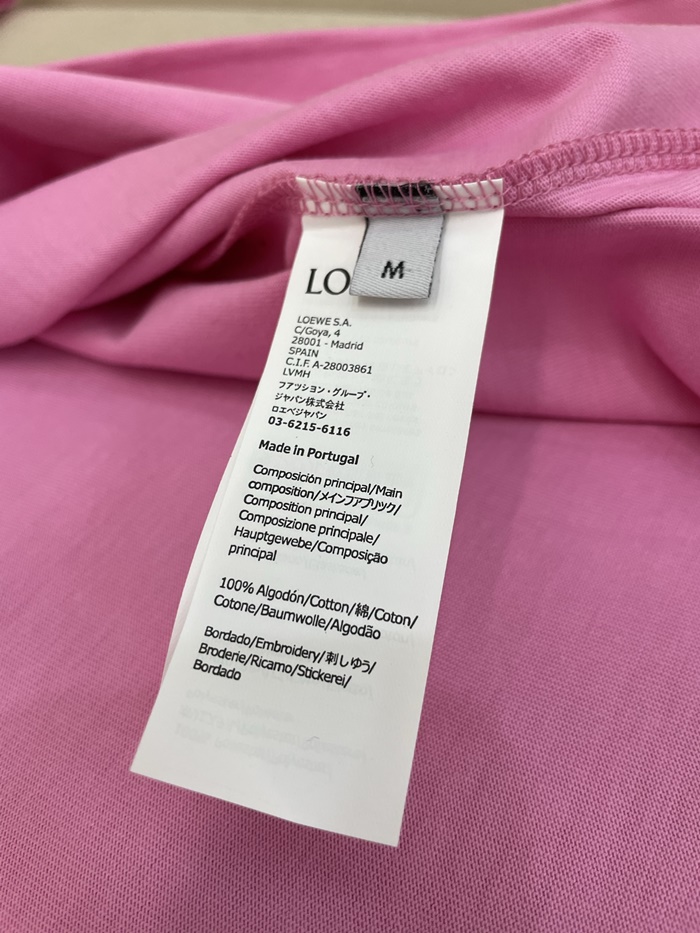 M
LO
LOEWE S.A.
C/Goya, 4
28001 - Madrid
SPAIN
C.I.F. A-28003861
LVMH
ファッション・グループ・
ジャパン株式会社
ロエベジャパン
03-6215-6116
Made in Portugal
Composición principal/Main
composition/メインファブリック/
Composition principal/
Composizione principale/
Hauptgewebe/Composição
principal
100% Algodón/Cotton/綿/Coton/
Cotone/Baumwolle/Algodão
Bordado/Embroidery/刺しゆう/
Broderie/Ricamo/Stickerei/
Bordado